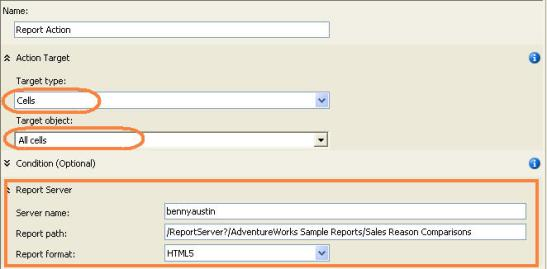 Name:
Report Action
Action Target
Target type:
Cells
Target object:
All cells
Condition (Optional)
Report Server
Server name:
bennyaustin
Report path:
/ReportServer?/AdventureWorks Sample Reports/Sales Reason Comparisons
Report format:
HTML5